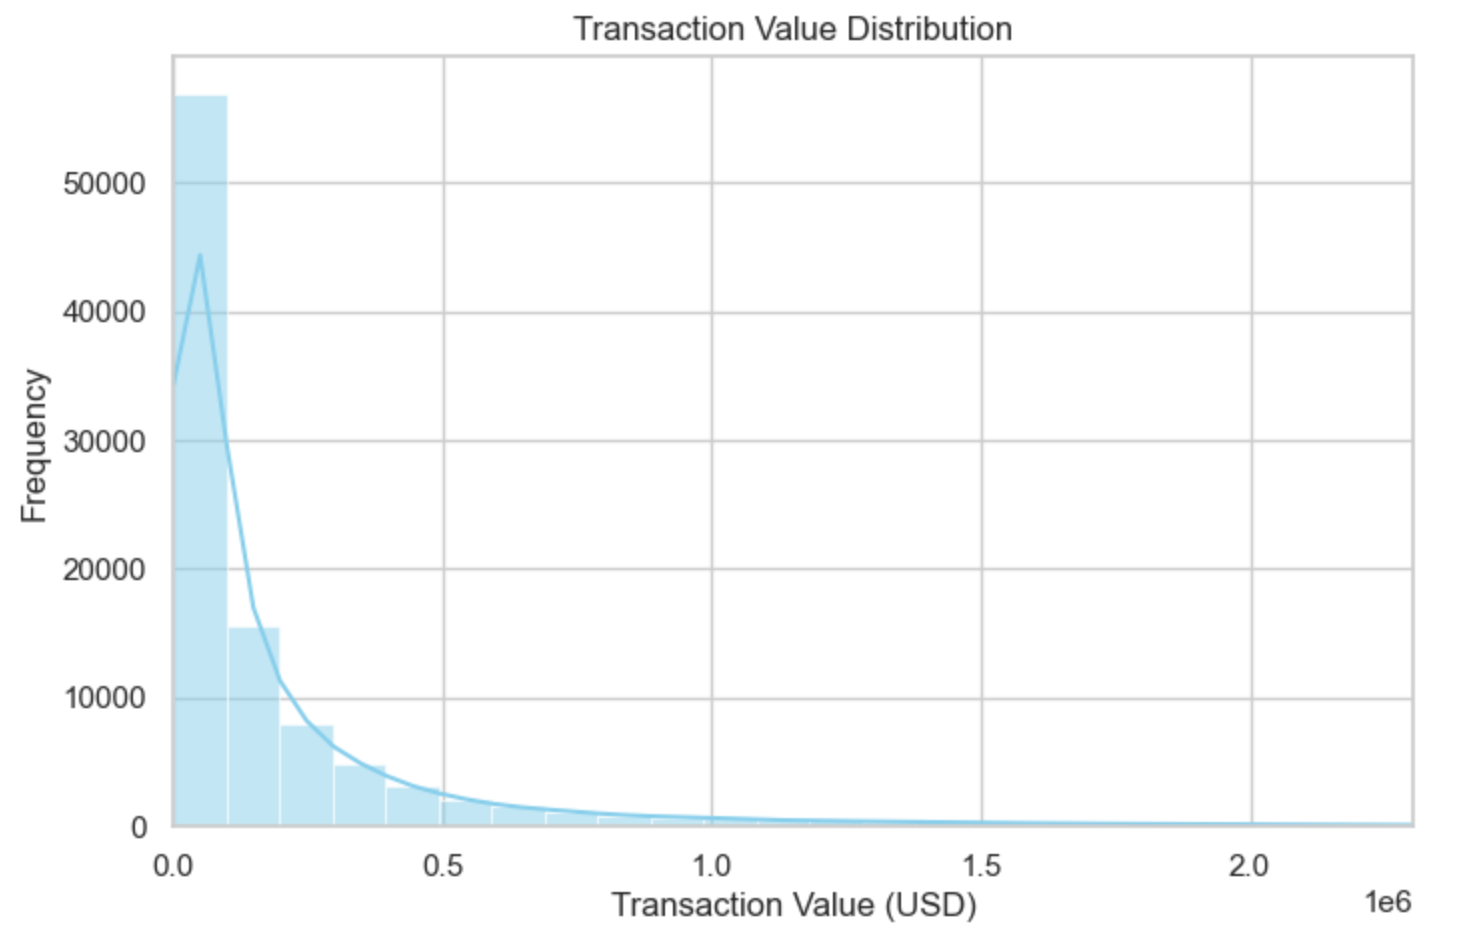 Transaction Value Distribution
Frequency
50000
40000
30000
20000
10000
0
0.0 0.5 1.0 1.5 2.0
Transaction Value (USD)
1e6